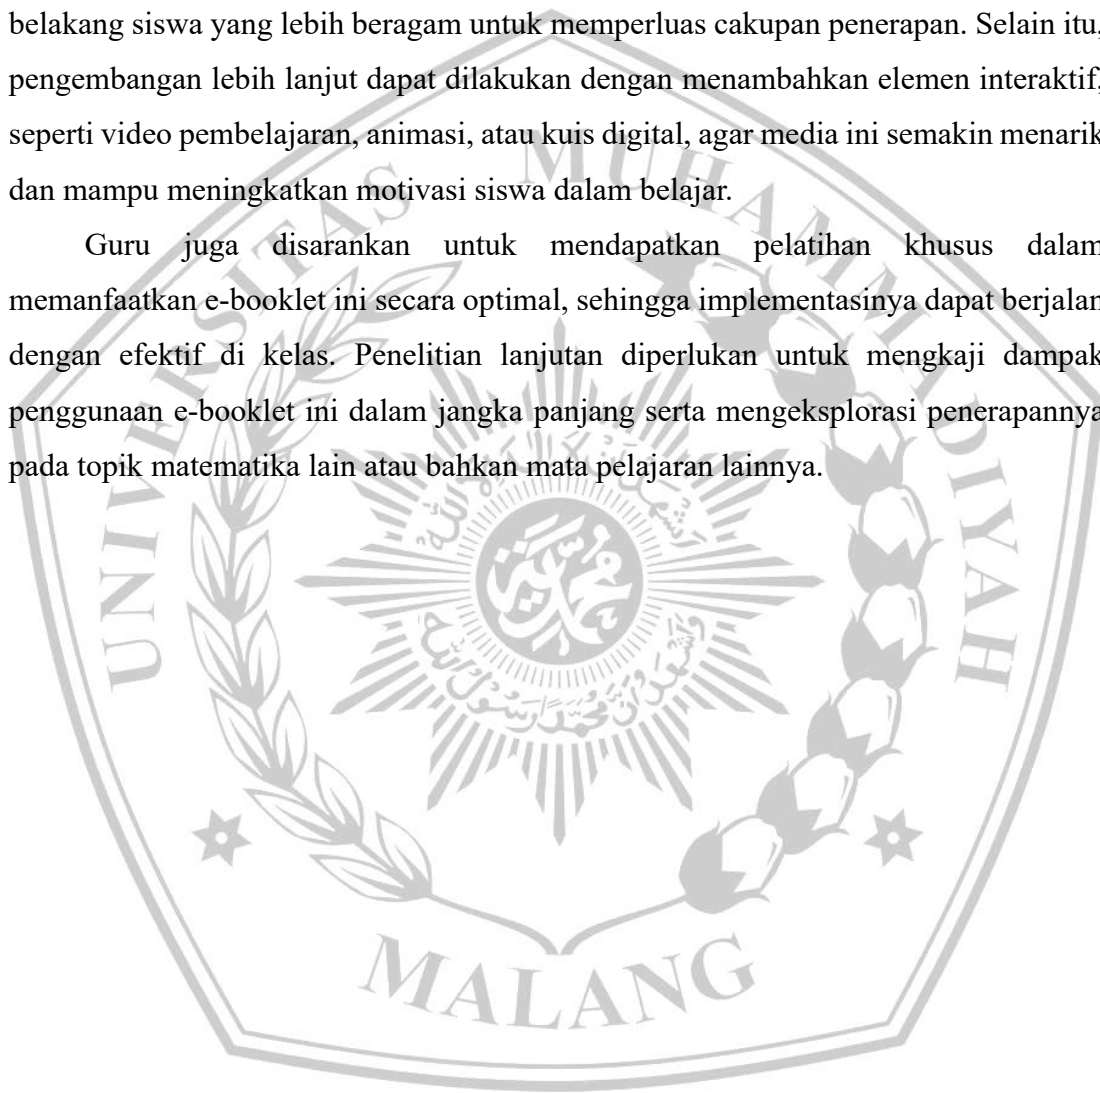 belakang siswa yang lebih beragam untuk memperluas cakupan penerapan. Selain itu,
pengembangan lebih lanjut dapat dilakukan dengan menambahkan elemen interaktif,
seperti video pembelajaran, animasi, atau kuis digital, agar media ini semakin menarik
dan mampu meningkatkan motivasi siswa dalam belajar.
Guru juga disarankan untuk mendapatkan pelatihan khusus dalam
memanfaatkan e-booklet ini secara optimal, sehingga implementasinya dapat berjalan
dengan efektif di kelas. Penelitian lanjutan diperlukan untuk mengkaji dampak
penggunaan e-booklet ini dalam jangka panjang serta mengeksplorasi penerapannya
pada topik matematika lain atau bahkan mata pelajaran lainnya.
UNIVERSITAS MUHAMMADIYAH
MALANG